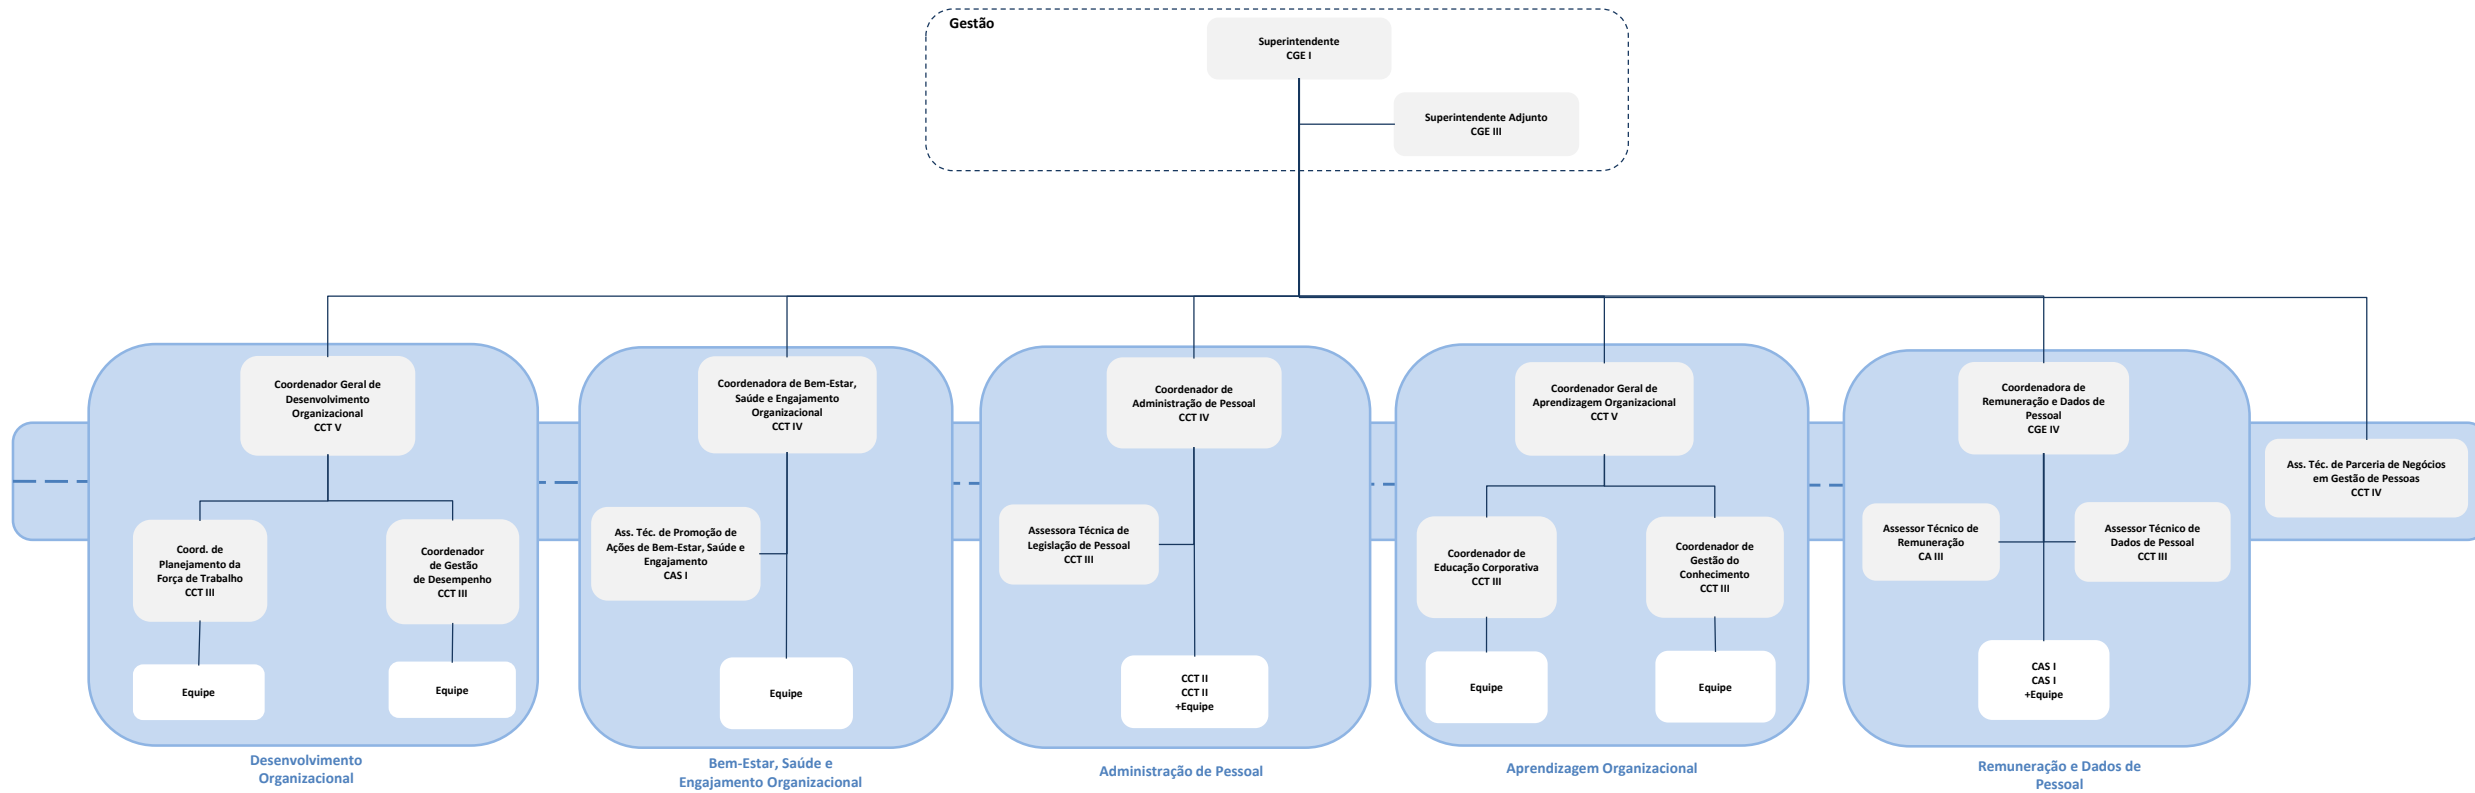 Gestão
Superintendente
CGE I
Superintendente Adjunto
CGE III
Coordenador Geral de
Desenvolvimento
Organizacional
CCT V
Coord. de
Planejamento da
Força de Trabalho
CCT III
Coordenador
de Gestão
de Desempenho
CCT III
Equipe
Equipe
Desenvolvimento
Organizacional
Coordenadora de Bem-Estar,
Saúde e Engajamento
Organizacional
CCT IV
Ass. Téc. de Promoção de
Ações de Bem-Estar, Saúde e
Engajamento
CAS I
Equipe
Bem-Estar, Saúde e
Engajamento Organizacional
Coordenador de
Administração de Pessoal
CCT IV
Assessora Técnica de
Legislação de Pessoal
CCT III
CCT II
CCT II
+Equipe
Administração de Pessoal
Coordenador Geral de
Aprendizagem Organizacional
CCT V
Coordenador de
Educação Corporativa
CCT III
Coordenador de
Gestão do
Conhecimento
CCT III
Equipe
Equipe
Aprendizagem Organizacional
Coordenadora de
Remuneração e Dados de
Pessoal
CGE IV
Assessor Técnico de
Remuneração
CA III
Assessor Técnico de
Dados de Pessoal
CCT III
CAS I
CAS I
+Equipe
Remuneração e Dados de
Pessoal
Ass. Téc. de Parceria de Negócios
em Gestão de Pessoas
CCT IV